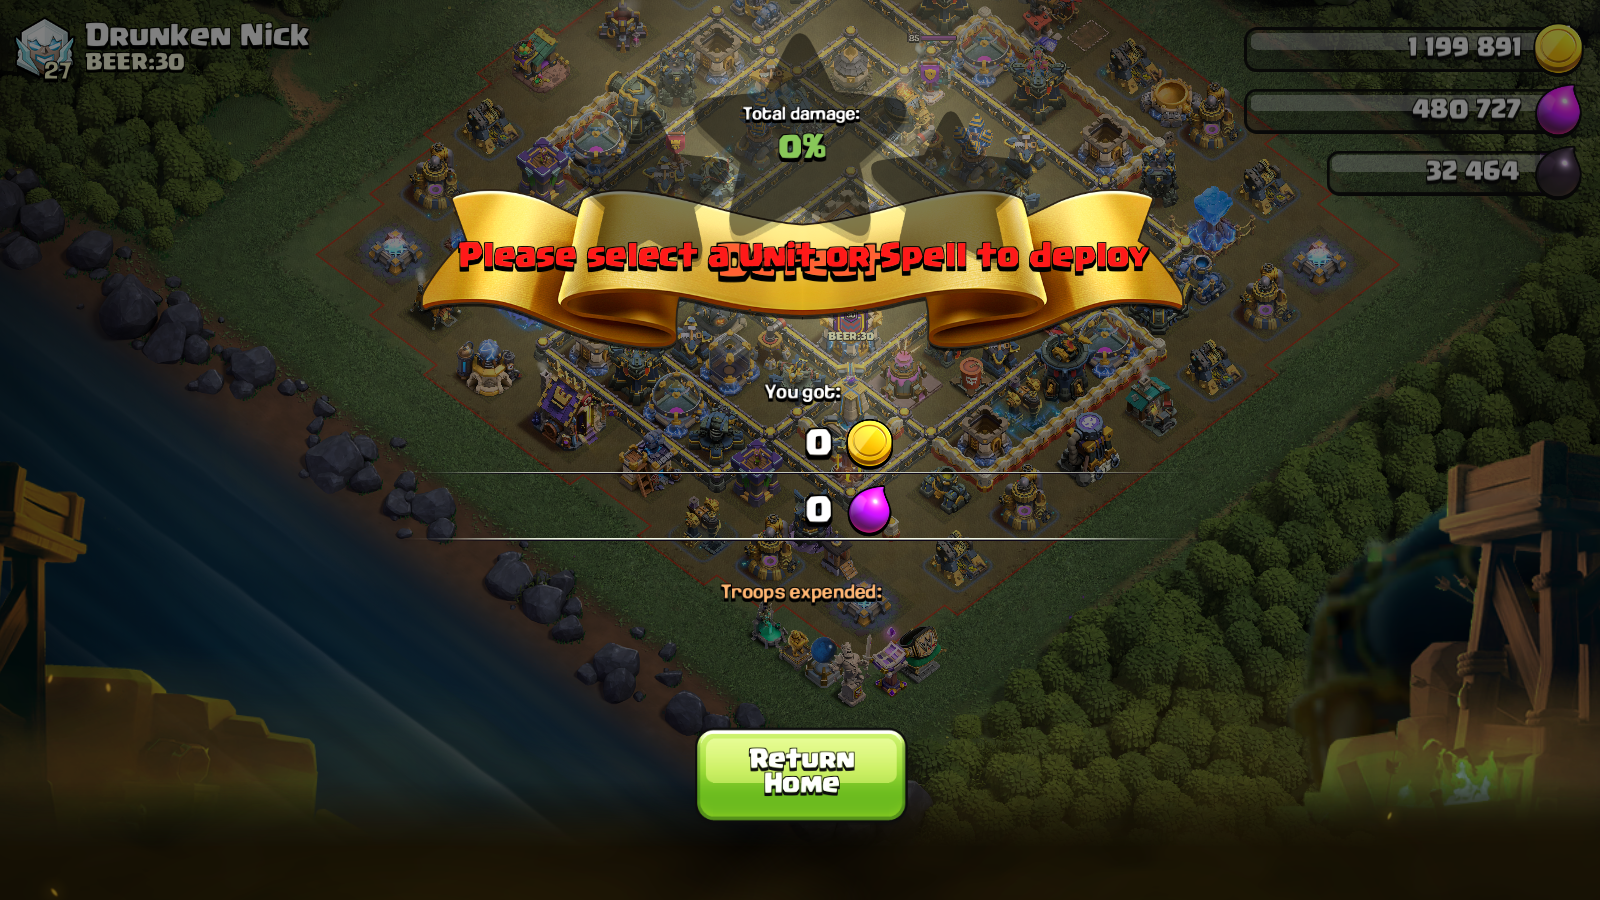 Drunken Nick
BEER:30
27
1 199 891
480 727
32 464
85
Total damage:
0%
Please select a Unit or Spell to deploy
BEER:30
You got:
0
0
Troops expended:
Return
Home